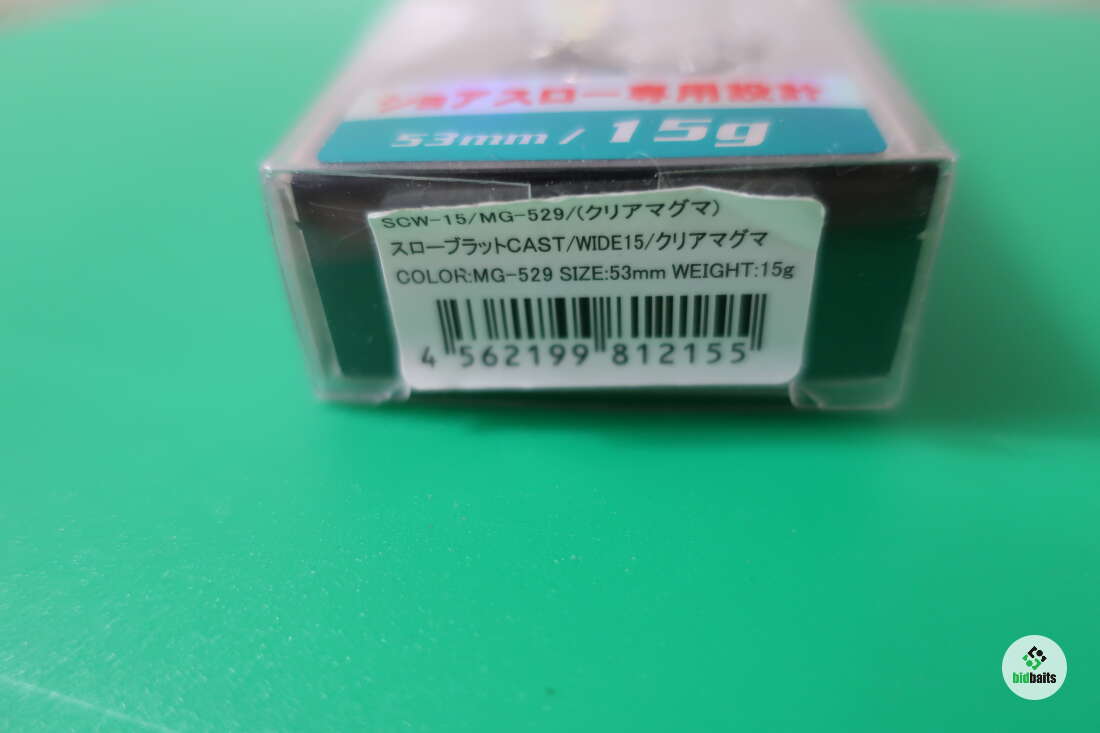 ショアスロー専用設計
53mm/15g
SCW-15/MG-529/(クリアマグマ)
スローブラットCAST/WIDE15/クリアマグマ
COLOR:MG-529 SIZE:53mm WEIGHT:15g
4 562199 812155
bidbaits